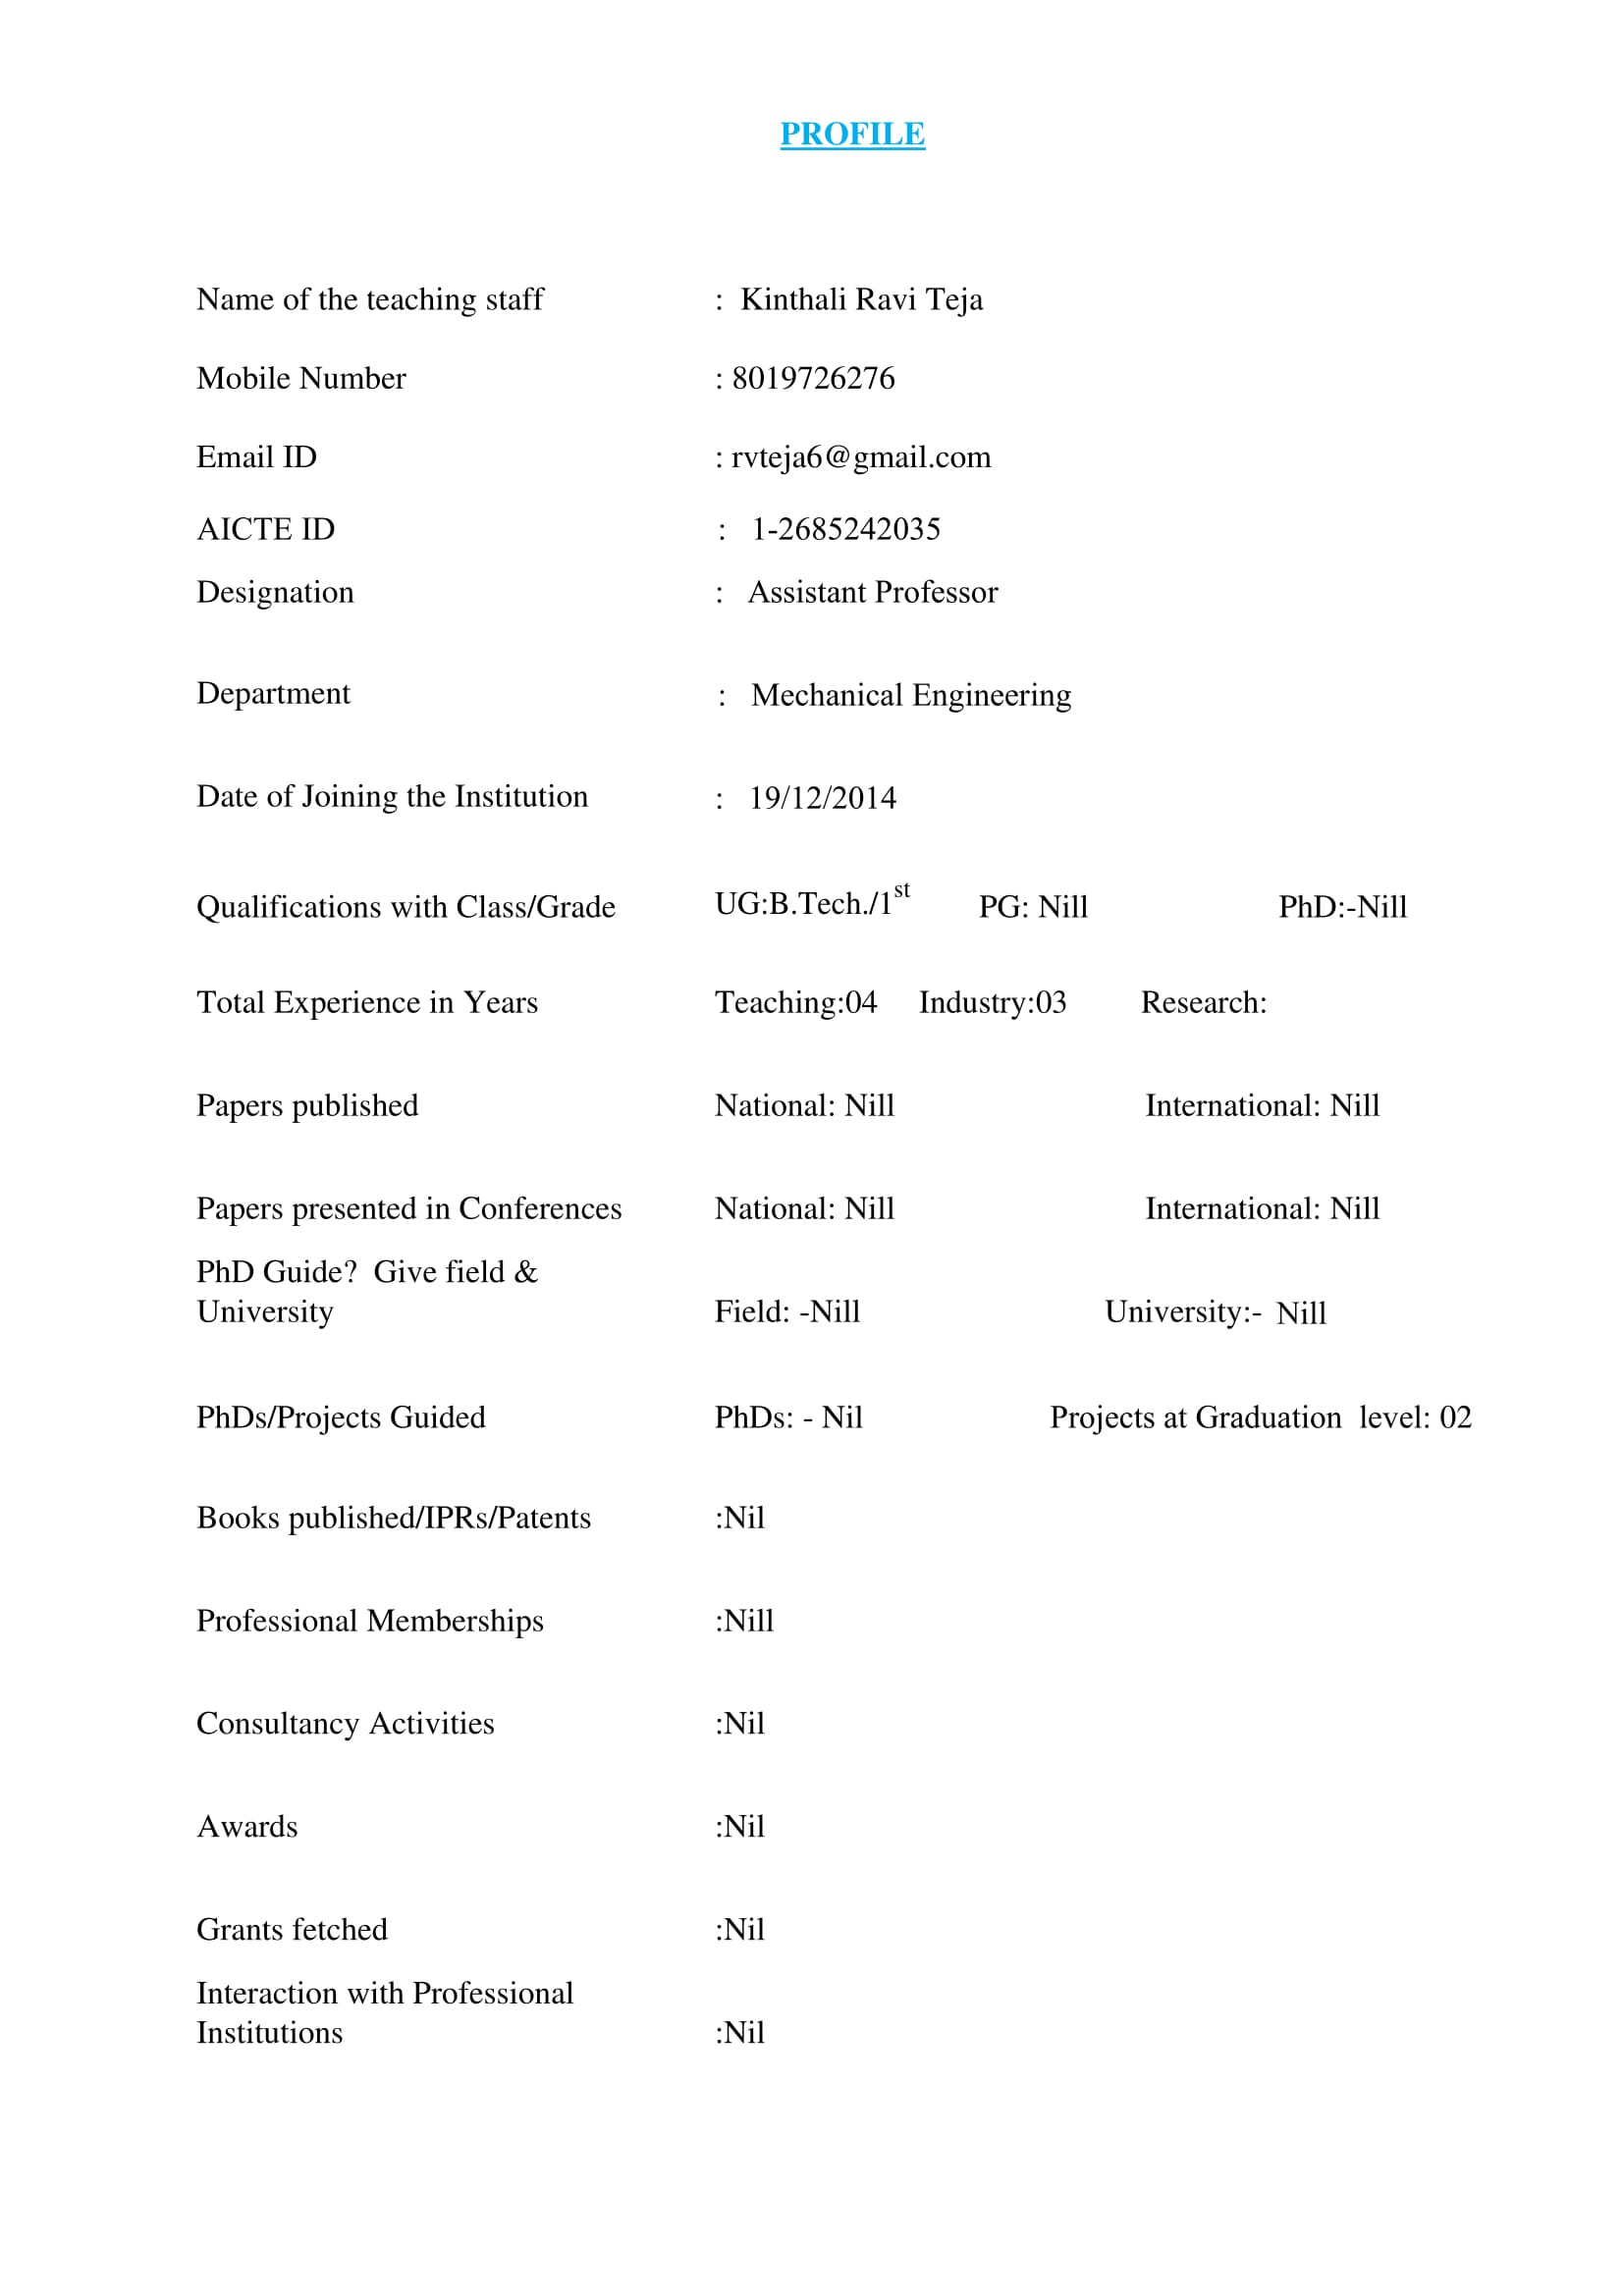 PROFILE
Name of the teaching staff : Kinthali Ravi Teja
Mobile Number : 8019726276
Email ID : rvteja6@gmail.com
AICTE ID : 1-2685242035
Designation : Assistant Professor
Department : Mechanical Engineering
Date of Joining the Institution : 19/12/2014
Qualifications with Class/Grade UG:B.Tech./1st PG: Nill PhD:-Nill
Total Experience in Years Teaching:04 Industry:03 Research:
Papers published National: Nill International: Nill
Papers presented in Conferences National: Nill International: Nill
PhD Guide? Give field &
University Field: -Nill University:- Nill
PhDs/Projects Guided PhDs: - Nil Projects at Graduation level: 02
Books published/IPRs/Patents :Nil
Professional Memberships :Nill
Consultancy Activities :Nil
Awards :Nil
Grants fetched :Nil
Interaction with Professional
Institutions :Nil